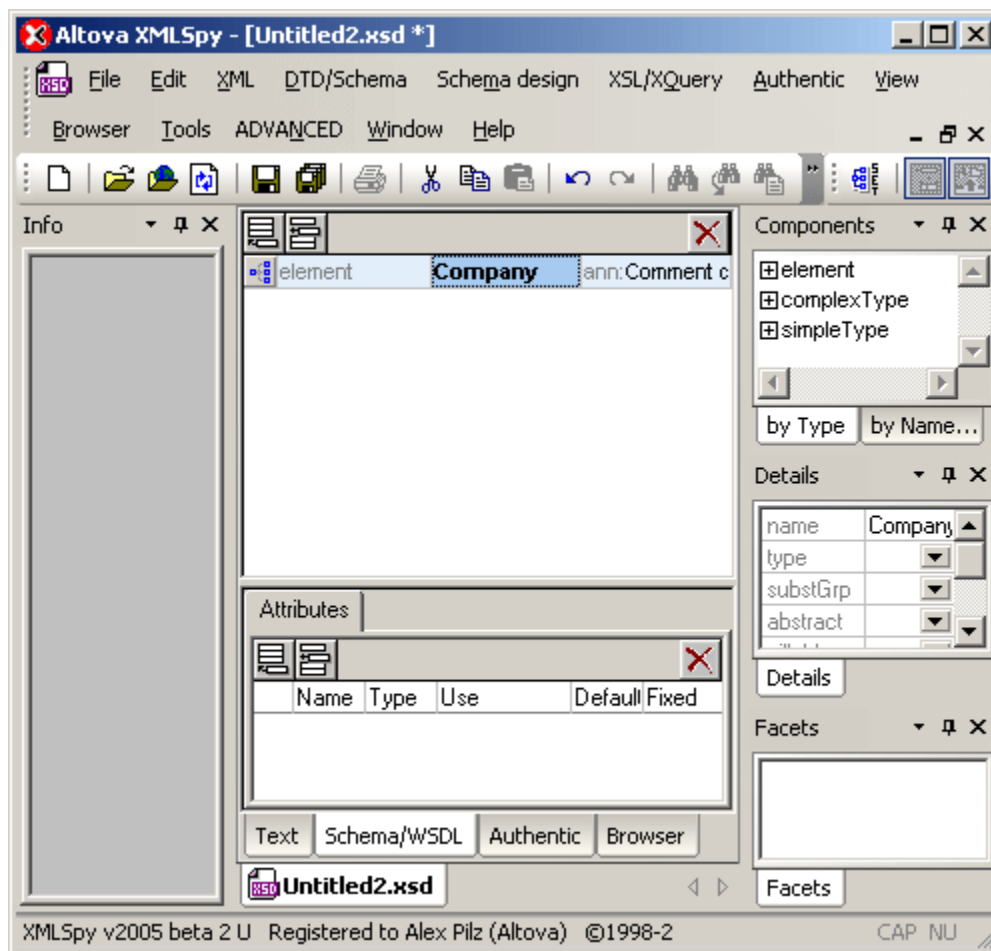 Altova XMLSpy - [Untitled2.xsd *]
File Edit XML DTD/Schema Schema design XSL/XQuery Authentic View
Browser Tools ADVANCED Window Help
Info
element Company ann:Comment c
Components
element
complexType
simpleType
by Type by Name...
Details
name Company
type
substGrp
abstract
Details
Attributes
Name Type Use Default Fixed
Facets
Text Schema/WSDL Authentic Browser
XSD Untitled2.xsd
Facets
XMLSpy v2005 beta 2 U Registered to Alex Pilz (Altova) ©1998-2 CAP NU